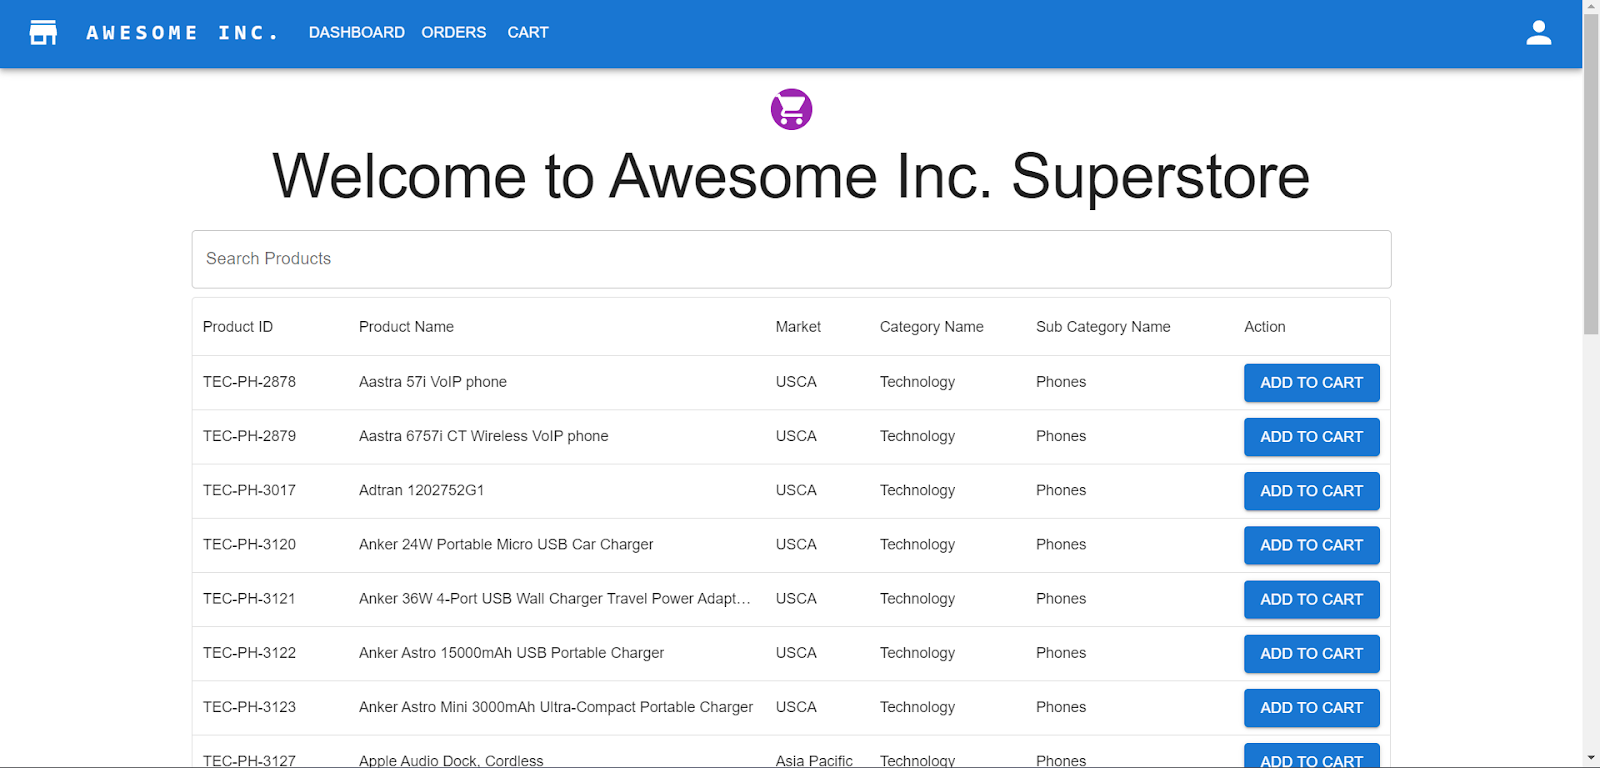 AWESOME INC. DASHBOARD ORDERS CART
Welcome to Awesome Inc. Superstore
Search Products
Product ID Product Name Market Category Name Sub Category Name Action
TEC-PH-2878 Aastra 57i VoIP phone USCA Technology Phones ADD TO CART
TEC-PH-2879 Aastra 6757i CT Wireless VoIP phone USCA Technology Phones ADD TO CART
TEC-PH-3017 Adtran 1202752G1 USCA Technology Phones ADD TO CART
TEC-PH-3120 Anker 24W Portable Micro USB Car Charger USCA Technology Phones ADD TO CART
TEC-PH-3121 Anker 36W 4-Port USB Wall Charger Travel Power Adapt... USCA Technology Phones ADD TO CART
TEC-PH-3122 Anker Astro 15000mAh USB Portable Charger USCA Technology Phones ADD TO CART
TEC-PH-3123 Anker Astro Mini 3000mAh Ultra-Compact Portable Charger USCA Technology Phones ADD TO CART
TEC-PH-3127 Apple Audio Dock, Cordless Asia Pacific Technology Phones ADD TO CART